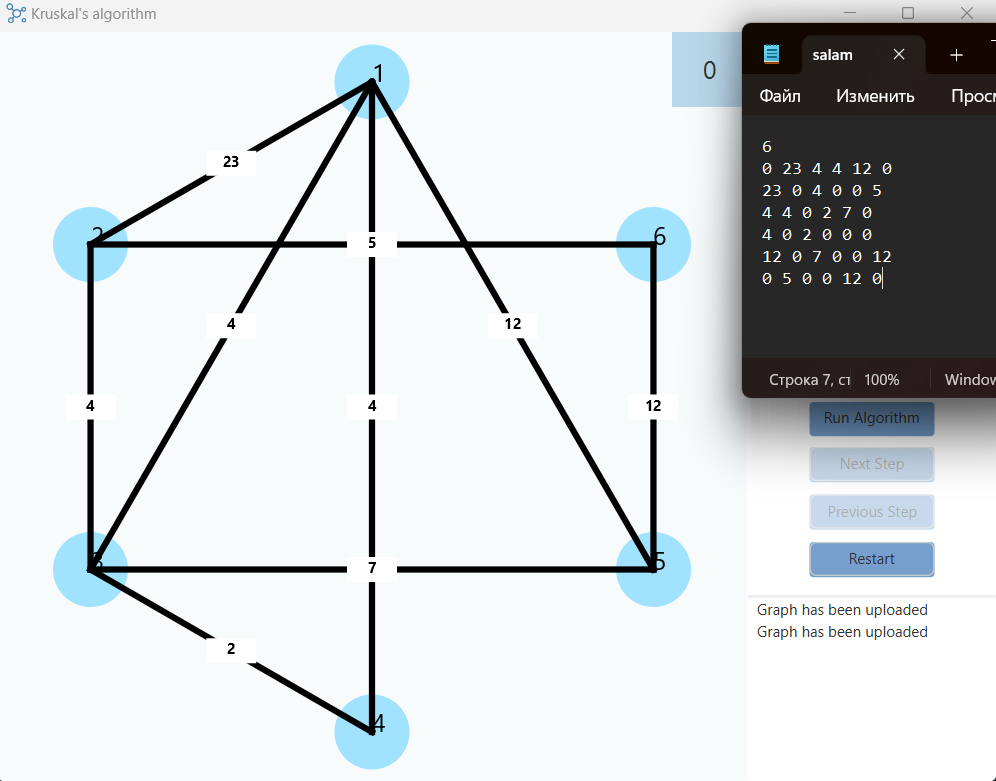 Kruskal's algorithm
1
0
salam
Файл Изменить
23
6
0 23 4 4 12 0
23 0 4 0 0 5
4 4 0 2 7 0
4 0 2 0 0 0
12 0 7 0 0 12
0 5 0 0 12 0
2
5
6
4
12
Строка 7, 100%
4
4
12
Run Algorithm
Next Step
Previous Step
Restart
3
7
5
Graph has been uploaded
Graph has been uploaded
2
4